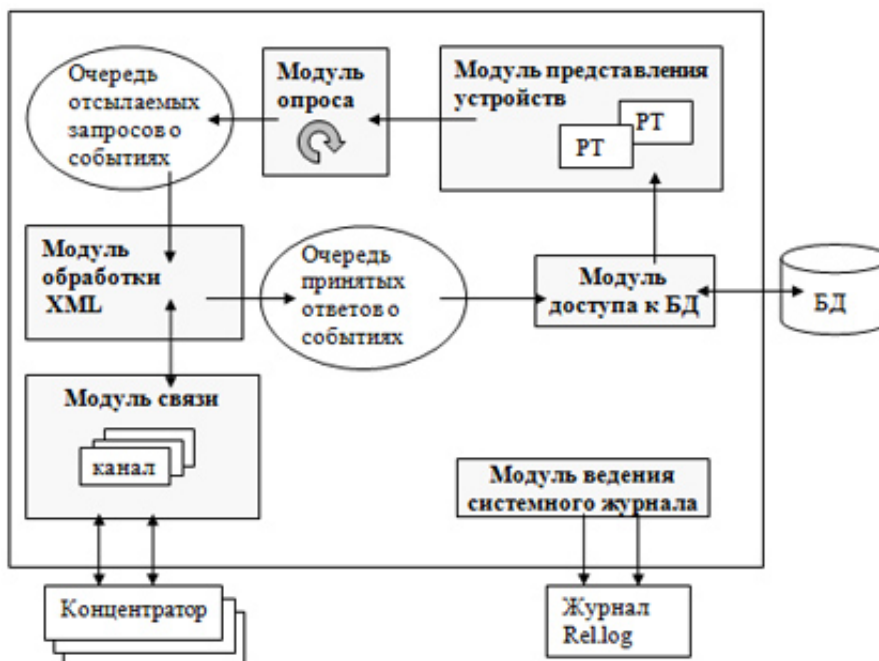 Очередь
отсылаемых
запросов о
событиях
Модуль
опроса
Модуль представления
устройств
РТ
РТ
Модуль
обработки
XML
Очередь
принятых
ответов о
событиях
Модуль
доступа к БД
БД
Модуль связи
канал
Модуль ведения
системного журнала
Концентратор
Журнал
Rel.log